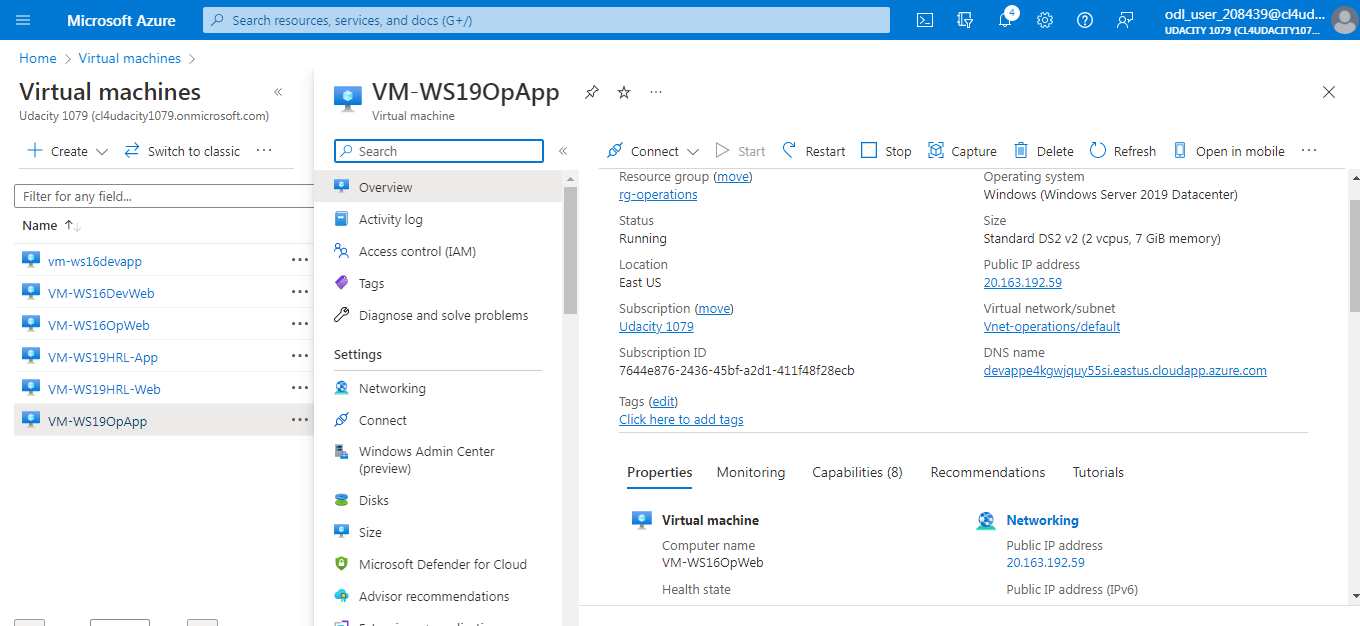 Microsoft Azure
Search resources, services, and docs (G+/)
4
odl_user_208439@cl4ud...
UDACITY 1079 (CL4UDACITY107...
Home > Virtual machines >
Virtual machines
Udacity 1079 (cl4udacity1079.onmicrosoft.com)
Create
Switch to classic
Filter for any field...
Name
vm-ws16devapp
VM-WS16DevWeb
VM-WS16OpWeb
VM-WS19HRL-App
VM-WS19HRL-Web
VM-WS19OpApp
VM-WS19OpApp
Virtual machine
Search
Overview
Activity log
Access control (IAM)
Tags
Diagnose and solve problems
Settings
Networking
Connect
Windows Admin Center
(preview)
Disks
Size
Microsoft Defender for Cloud
Advisor recommendations
Connect
Start
Restart
Stop
Capture
Delete
Refresh
Open in mobile
Resource group (move)
rg-operations
Status
Running
Location
East US
Subscription (move)
Udacity 1079
Subscription ID
7644e876-2436-45bf-a2d1-411f48f28ecb
Tags (edit)
Click here to add tags
Operating system
Windows (Windows Server 2019 Datacenter)
Size
Standard DS2 v2 (2 vcpus, 7 GiB memory)
Public IP address
20.163.192.59
Virtual network/subnet
Vnet-operations/default
DNS name
devappe4kgwjquy55si.eastus.cloudapp.azure.com
Properties
Monitoring
Capabilities (8)
Recommendations
Tutorials
Virtual machine
Computer name
VM-WS16OpWeb
Health state
Networking
Public IP address
20.163.192.59
Public IP address (IPv6)